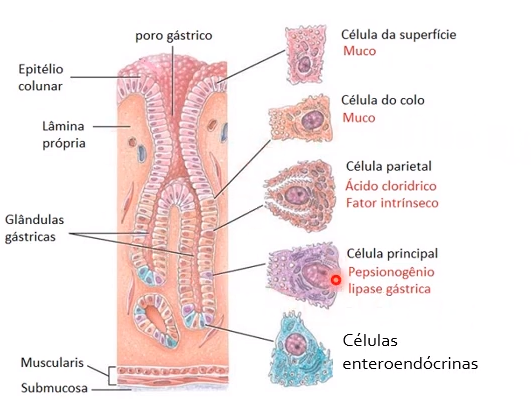 poro gástrico
Epitélio
colunar
Lâmina
própria
Glândulas
gástricas
Muscularis
Submucosa
Célula da superfície
Muco
Célula do colo
Muco
Célula parietal
Ácido cloridrico
Fator intrínseco
Célula principal
Pepsionogênio
lipase gástrica
Células
enteroendócrinas